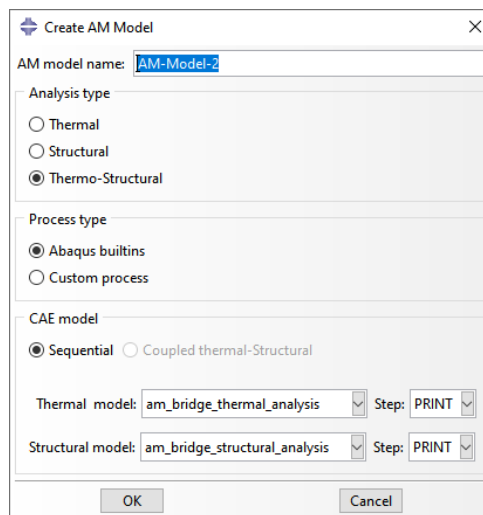 Create AM Model
AM model name: AM-Model-2
Analysis type
Thermal
Structural
Thermo-Structural
Process type
Abaqus builtins
Custom process
CAE model
Sequential Coupled thermal-Structural
Thermal model: am_bridge_thermal_analysis Step: PRINT
Structural model: am_bridge_structural_analysis Step: PRINT
OK Cancel